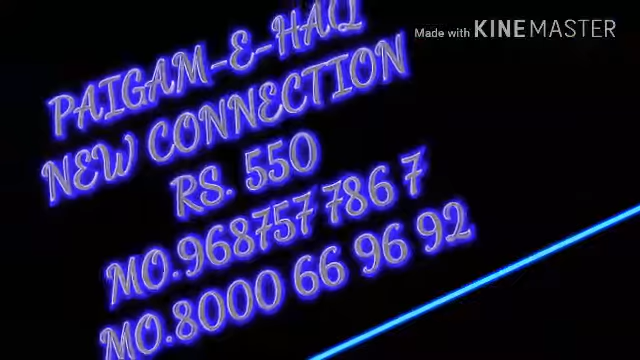 Made with KINEMASTER
PAIGAM-E-HAQ
NEW CONNECTION
RS. 550
MO.968757 786 7
MO.8000 66 96 92